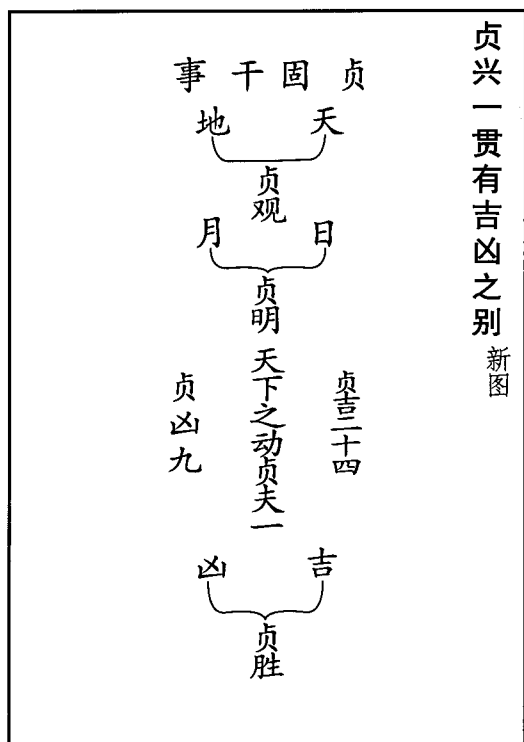 贞兴一贯有吉凶之别
新图
贞固干事
天
地
贞观
日
月
贞明
贞吉二十四
天下之动贞夫一
贞凶九
吉
凶
贞胜